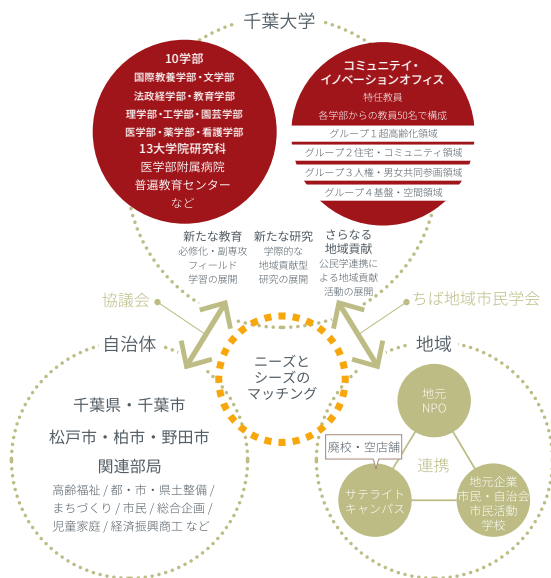 千葉大学
10学部
国際教養学部・文学部
法政経学部・教育学部
理学部・工学部・園芸学部
医学部・薬学部・看護学部
13大学院研究科
医学部附属病院
普遍教育センター
など
コミュニテイ・
イノベーションオフィス
特任教員
各学部からの教員50名で構成
グループ1超高齢化領域
グループ2住宅・コミュニティ領域
グループ3人権・男女共同参画領域
グループ4基盤・空間領域
新たな教育
必修化・副専攻
フィールド
学習の展開
新たな研究
学際的な
地域貢献型
研究の展開
さらなる
地域貢献
公民学連携に
よる地域貢献
活動の展開
協議会
ちば地域市民学会
ニーズと
シーズの
マッチング
自治体
千葉県・千葉市
松戸市・柏市・野田市
関連部局
高齢福祉 / 都・市・県土整備 /
まちづくり / 市民 / 総合企画 /
児童家庭 / 経済振興商工 など
地域
地元
NPO
廃校・空店舗
連携
サテライト
キャンパス
地元企業
市民・自治会
市民活動
学校